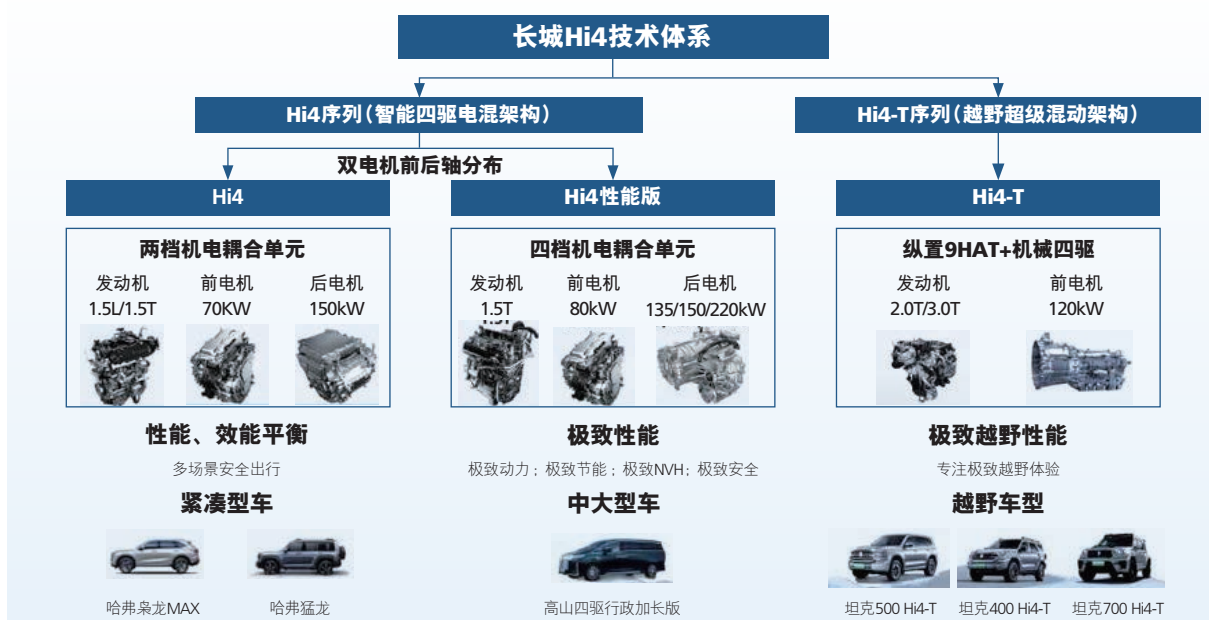 长城Hi4技术体系
Hi4序列(智能四驱电混架构)
Hi4-T序列(越野超级混动架构)
双电机前后轴分布
Hi4
Hi4性能版
Hi4-T
两档机电耦合单元
发动机 前电机 后电机
1.5L/1.5T 70KW 150kW
四档机电耦合单元
发动机 前电机 后电机
1.5T 80kW 135/150/220kW
纵置9HAT+机械四驱
发动机 前电机
2.0T/3.0T 120kW
性能、效能平衡
多场景安全出行
紧凑型车
哈弗枭龙MAX 哈弗猛龙
极致性能
极致动力；极致节能；极致NVH；极致安全
中大型车
高山四驱行政加长版
极致越野性能
专注极致越野体验
越野车型
坦克500 Hi4-T 坦克400 Hi4-T 坦克700 Hi4-T